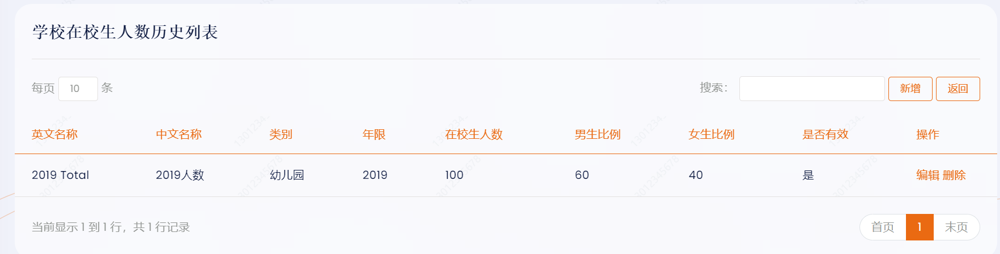 学校在校生人数历史列表
每页 10 条 搜索： 新增 返回
英文名称 中文名称 类别 年限 在校生人数 男生比例 女生比例 是否有效 操作
2019 Total 2019人数 幼儿园 2019 100 60 40 是 编辑 删除
当前显示 1 到 1 行，共 1 行记录 首页 1 末页